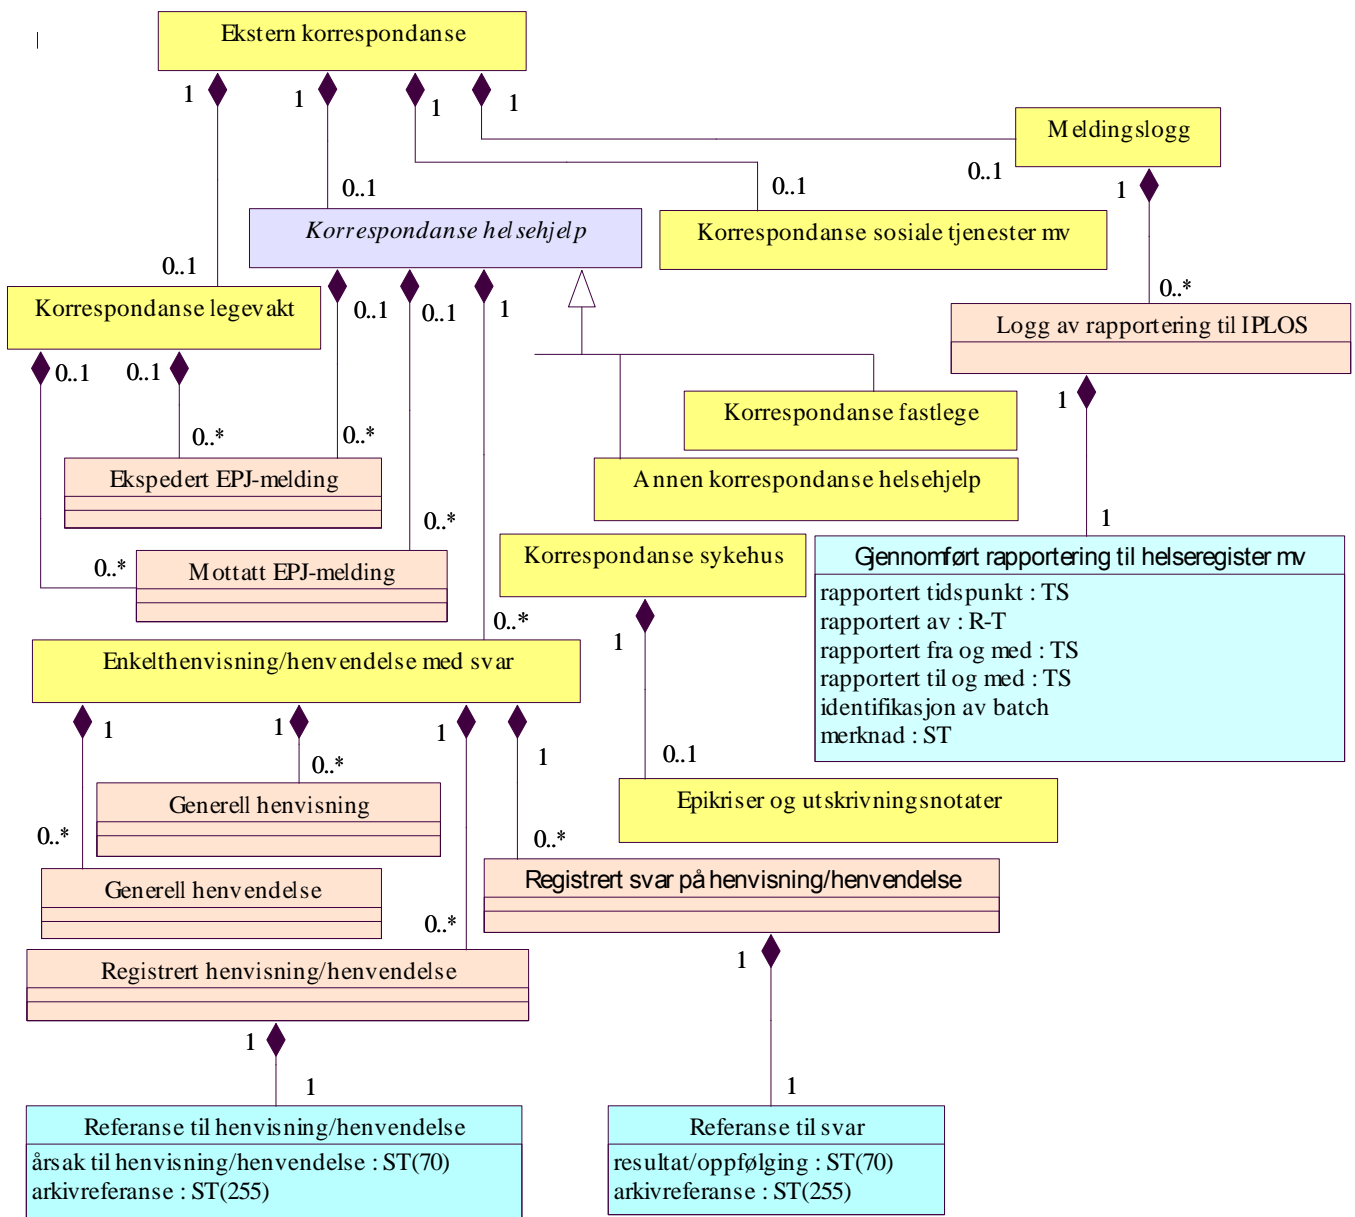 Ekstern korrespondanse
1
1
1
1
Meldingslogg
0..1
1
0..1
0..1
Korrespondanse helsehjelp
Korrespondanse sosiale tjenester mv
0..1
Korrespondanse legevakt
0..1
0..1
1
0..*
Logg av rapportering til IPLOS
0..1
0..1
1
Korrespondanse fastlege
0..*
0..*
Ekspedert EPJ-melding
Annen korrespondanse helsehjelp
0..*
1
Korrespondanse sykehus
Gjennomført rapportering til helseregister mv
rapportert tidspunkt : TS
rapportert av : R-T
rapportert fra og med : TS
rapportert til og med : TS
identifikasjon av batch
merknad : ST
0..*
Mottatt EPJ-melding
0..*
1
Enkelthenvisning/henvendelse med svar
1
1
1
1
0..*
0..1
Generell henvisning
Epikriser og utskrivningsnotater
0..*
0..*
Generell henvendelse
Registrert svar på henvisning/henvendelse
0..*
Registrert henvisning/henvendelse
1
1
1
1
Referanse til henvisning/henvendelse
årsak til henvisning/henvendelse : ST(70)
arkivreferanse : ST(255)
Referanse til svar
resultat/oppfølging : ST(70)
arkivreferanse : ST(255)